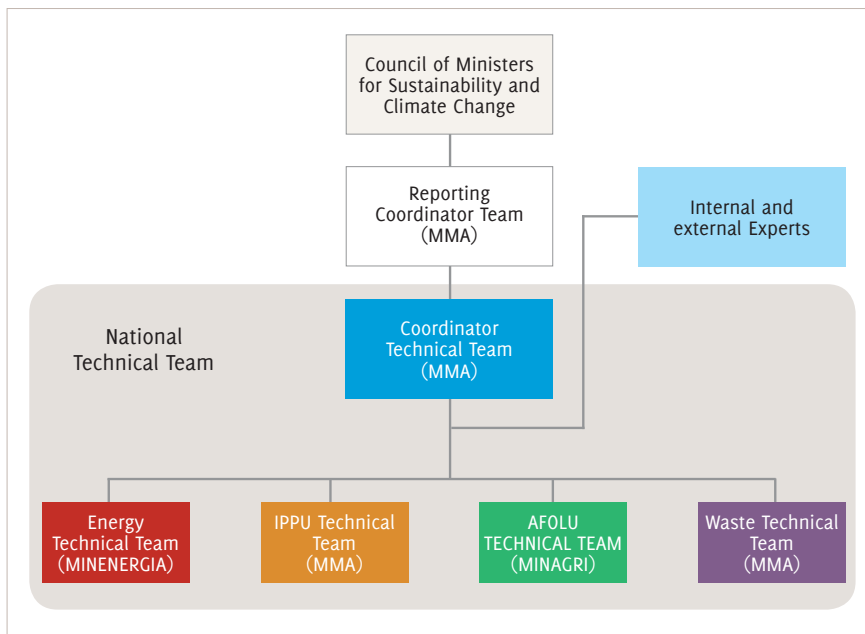 Council of Ministers
for Sustainability and
Climate Change
Reporting
Coordinator Team
(MMA)
Internal and
external Experts
National
Technical Team
Coordinator
Technical Team
(MMA)
Energy
Technical Team
(MINENERGIA)
IPPU Technical
Team
(MMA)
AFOLU
TECHNICAL TEAM
(MINAGRI)
Waste Technical
Team
(MMA)